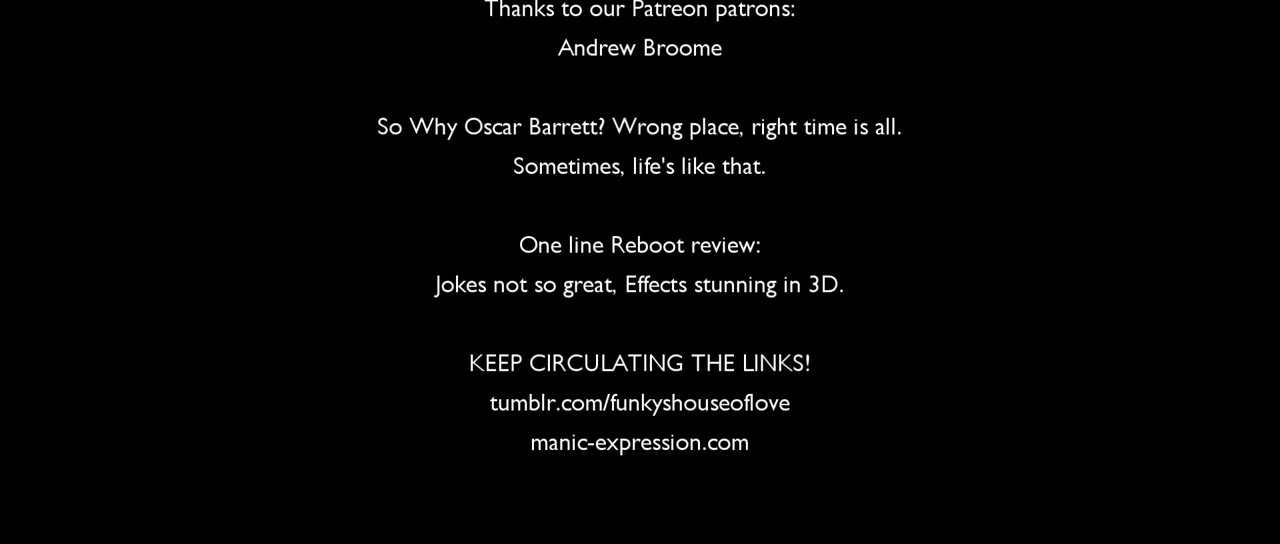 Thanks to our Patreon patrons:
Andrew Broome
So Why Oscar Barrett? Wrong place, right time is all.
Sometimes, life's like that.
One line Reboot review:
Jokes not so great, Effects stunning in 3D.
KEEP CIRCULATING THE LINKS!
tumblr.com/funkyshouseoflove
manic-expression.com